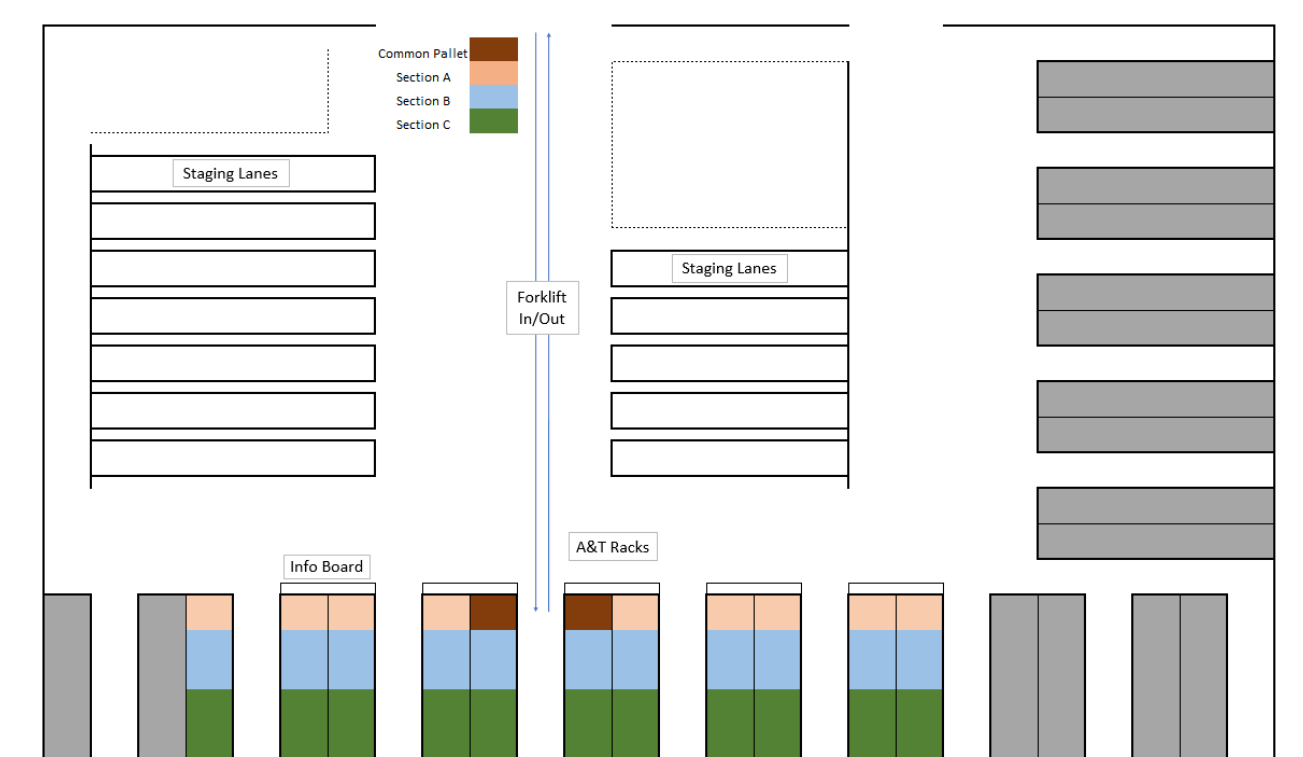 Common Pallet
Section A
Section B
Section C
Staging Lanes
Staging Lanes
Forklift
In/Out
A&T Racks
Info Board